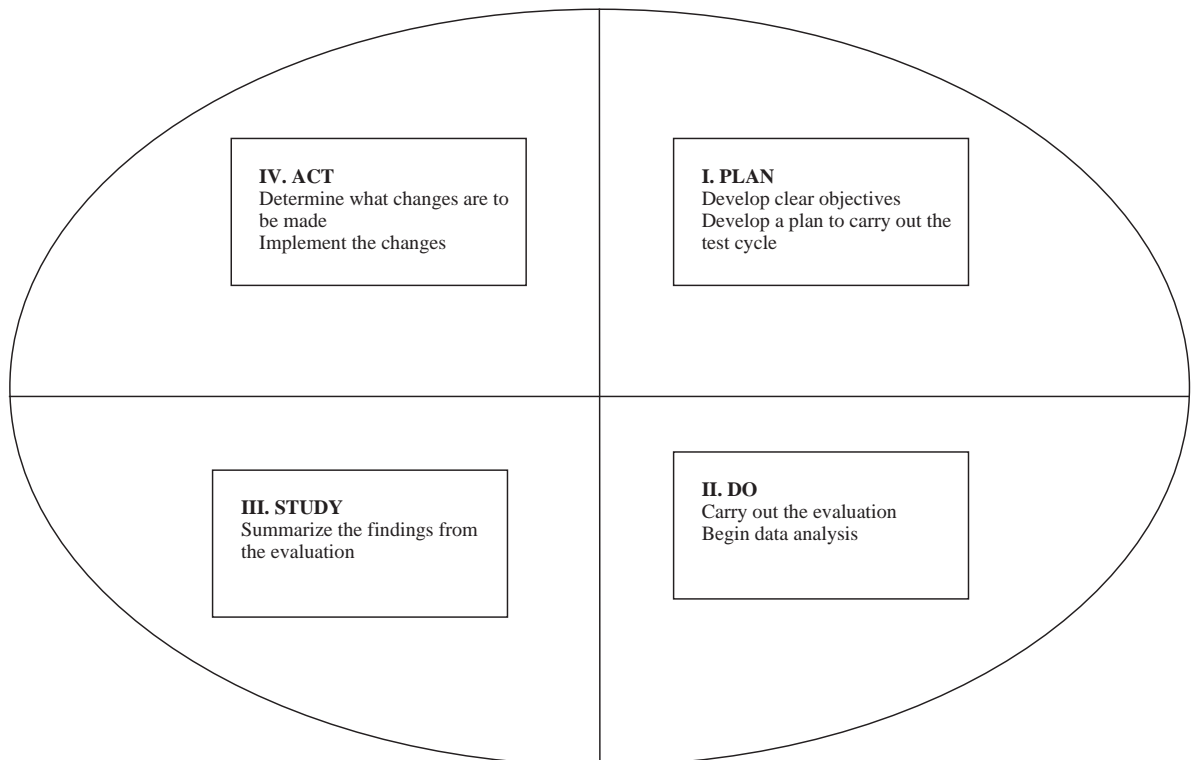 IV. ACT
Determine what changes are to
be made
Implement the changes
I. PLAN
Develop clear objectives
Develop a plan to carry out the
test cycle
III. STUDY
Summarize the findings from
the evaluation
II. DO
Carry out the evaluation
Begin data analysis